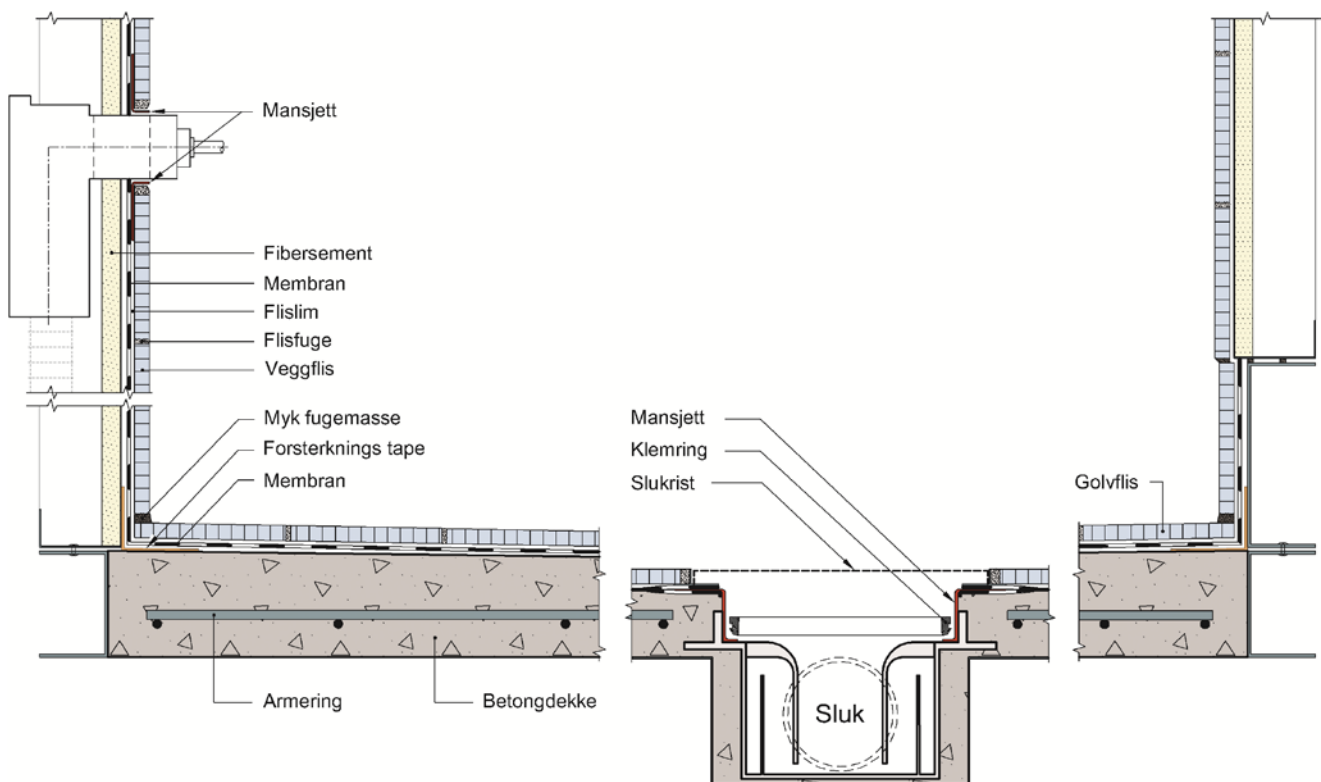 Mansjett
Fibersement
Membran
Flislim
Flisfuge
Veggflis
Myk fugemasse
Forsterknings tape
Membran
Mansjett
Klemring
Slukrist
Golvflis
Armering
Betongdekke
Sluk